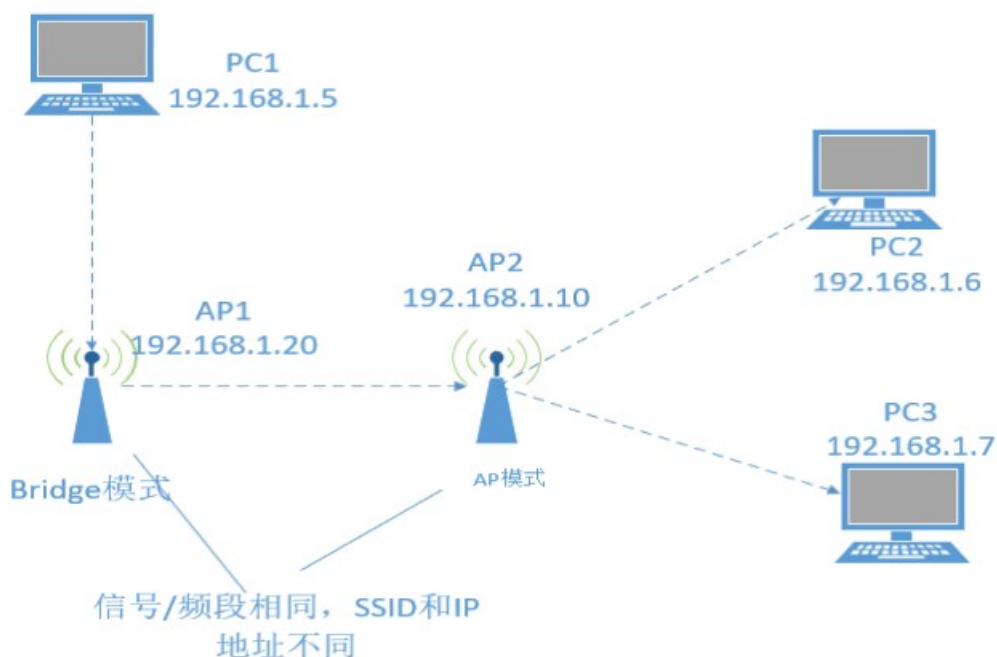 PC1
192.168.1.5
PC2
192.168.1.6
AP2
192.168.1.10
AP1
192.168.1.20
PC3
192.168.1.7
Bridge模式
AP模式
信号/频段相同，SSID和IP
地址不同